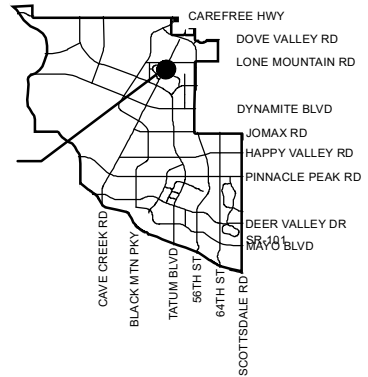 CAREFREE HWY
DOVE VALLEY RD
LONE MOUNTAIN RD
DYNAMITE BLVD
JOMAX RD
HAPPY VALLEY RD
PINNACLE PEAK RD
DEER VALLEY DR
SR-101
MAYO BLVD
CAVE CREEK RD
BLACK MTN PKY
TATUM BLVD
56TH ST
64TH ST
SCOTTSDALE RD